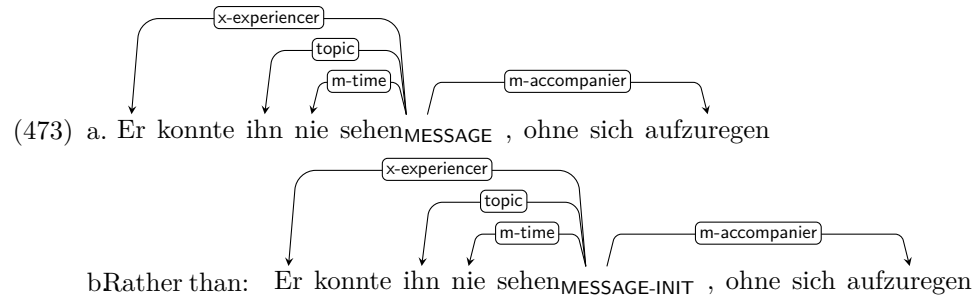 x-experiencer
topic
m-time
m-accompanier
(473) a. Er konnte ihn nie sehenMESSAGE , ohne sich aufzuregen
x-experiencer
topic
m-time
m-accompanier
bRather than: Er konnte ihn nie sehenMESSAGE-INIT , ohne sich aufzuregen